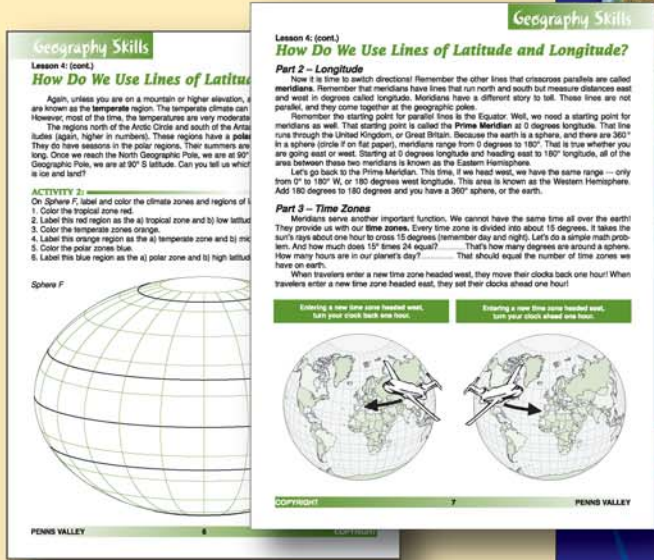 Geography Skills
Lesson 4: (cont.)
How Do We Use Lines of Latitud
Again, unless you are on a mountain or higher elevation, a
are known as the temperate region. The temperate climate can
However, most of the time, the temperatures are very moderate
The regions north of the Arctic Circle and south of the Antar
itudes (again, higher in numbers). These regions have a polar
They do have seasons in the polar regions. Their summers are
long. Once we reach the North Geographic Pole, we are at 90°
Geographic Pole, we are at 90° S latitude. Can you tell us which
is ice and land?
ACTIVITY 2:
On Sphere F, label and color the climate zones and regions of l
1. Color the tropical zone red.
2. Label this red region as the a) tropical zone and b) low latitud
3. Color the temperate zones orange.
4. Label this orange region as the a) temperate zone and b) mid
5. Color the polar zones blue.
6. Label this blue region as the a) polar zone and b) high latitud
Sphere F
PENNS VALLEY
6
COPYRIGHT
Geography Skills
Lesson 4: (cont.)
How Do We Use Lines of Latitude and Longitude?
Part 2 – Longitude
Now it is time to switch directions! Remember the other lines that crisscross parallels are called
meridians. Remember that meridians have lines that run north and south but measure distances east
and west in degrees called longitude. Meridians have a different story to tell. These lines are not
parallel, and they come together at the geographic poles.
Remember the starting point for parallel lines is the Equator. Well, we need a starting point for
meridians as well. That starting point is called the Prime Meridian at 0 degrees longitude. That line
runs through the United Kingdom, or Great Britain. Because the earth is a sphere, and there are 360°
in a sphere (circle if on flat paper), meridians range from 0 degrees to 180°. That is true whether you
are going east or west. Starting at 0 degrees longitude and heading east to 180° longitude, all of the
area between these two meridians is known as the Eastern Hemisphere.
Let's go back to the Prime Meridian. This time, if we head west, we have the same range — only
from 0° to 180° W, or 180 degrees west longitude. This area is known as the Western Hemisphere.
Add 180 degrees to 180 degrees and you have a 360° sphere, or the earth.
Part 3 – Time Zones
Meridians serve another important function. We cannot have the same time all over the earth!
They provide us with our time zones. Every time zone is divided into about 15 degrees. It takes the
sun's rays about one hour to cross 15 degrees (remember day and night). Let's do a simple math prob-
lem. And how much does 15° times 24 equal? ______ That's how many degrees are around a sphere.
How many hours are in our planet's day? ______ That should equal the number of time zones we
have on earth.
When travelers enter a new time zone headed west, they move their clocks back one hour! When
travelers enter a new time zone headed east, they set their clocks ahead one hour!
Entering a new time zone headed west,
turn your clock back one hour.
Entering a new time zone headed east,
turn your clock ahead one hour.
COPYRIGHT
7
PENNS VALLEY